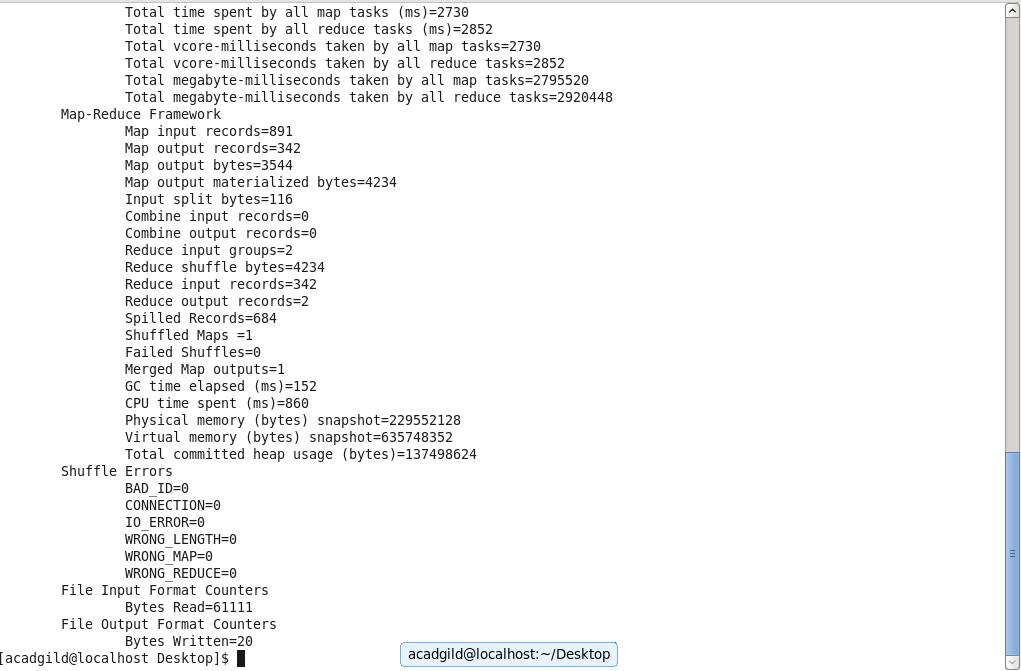 Total time spent by all map tasks (ms)=2730
Total time spent by all reduce tasks (ms)=2852
Total vcore-milliseconds taken by all map tasks=2730
Total vcore-milliseconds taken by all reduce tasks=2852
Total megabyte-milliseconds taken by all map tasks=2795520
Total megabyte-milliseconds taken by all reduce tasks=2920448
Map-Reduce Framework
Map input records=891
Map output records=342
Map output bytes=3544
Map output materialized bytes=4234
Input split bytes=116
Combine input records=0
Combine output records=0
Reduce input groups=2
Reduce shuffle bytes=4234
Reduce input records=342
Reduce output records=2
Spilled Records=684
Shuffled Maps =1
Failed Shuffles=0
Merged Map outputs=1
GC time elapsed (ms)=152
CPU time spent (ms)=860
Physical memory (bytes) snapshot=229552128
Virtual memory (bytes) snapshot=635748352
Total committed heap usage (bytes)=137498624
Shuffle Errors
BAD_ID=0
CONNECTION=0
IO_ERROR=0
WRONG_LENGTH=0
WRONG_MAP=0
WRONG_REDUCE=0
File Input Format Counters
Bytes Read=61111
File Output Format Counters
Bytes Written=20
[acadgild@localhost Desktop]$
acadgild@localhost:~/Desktop